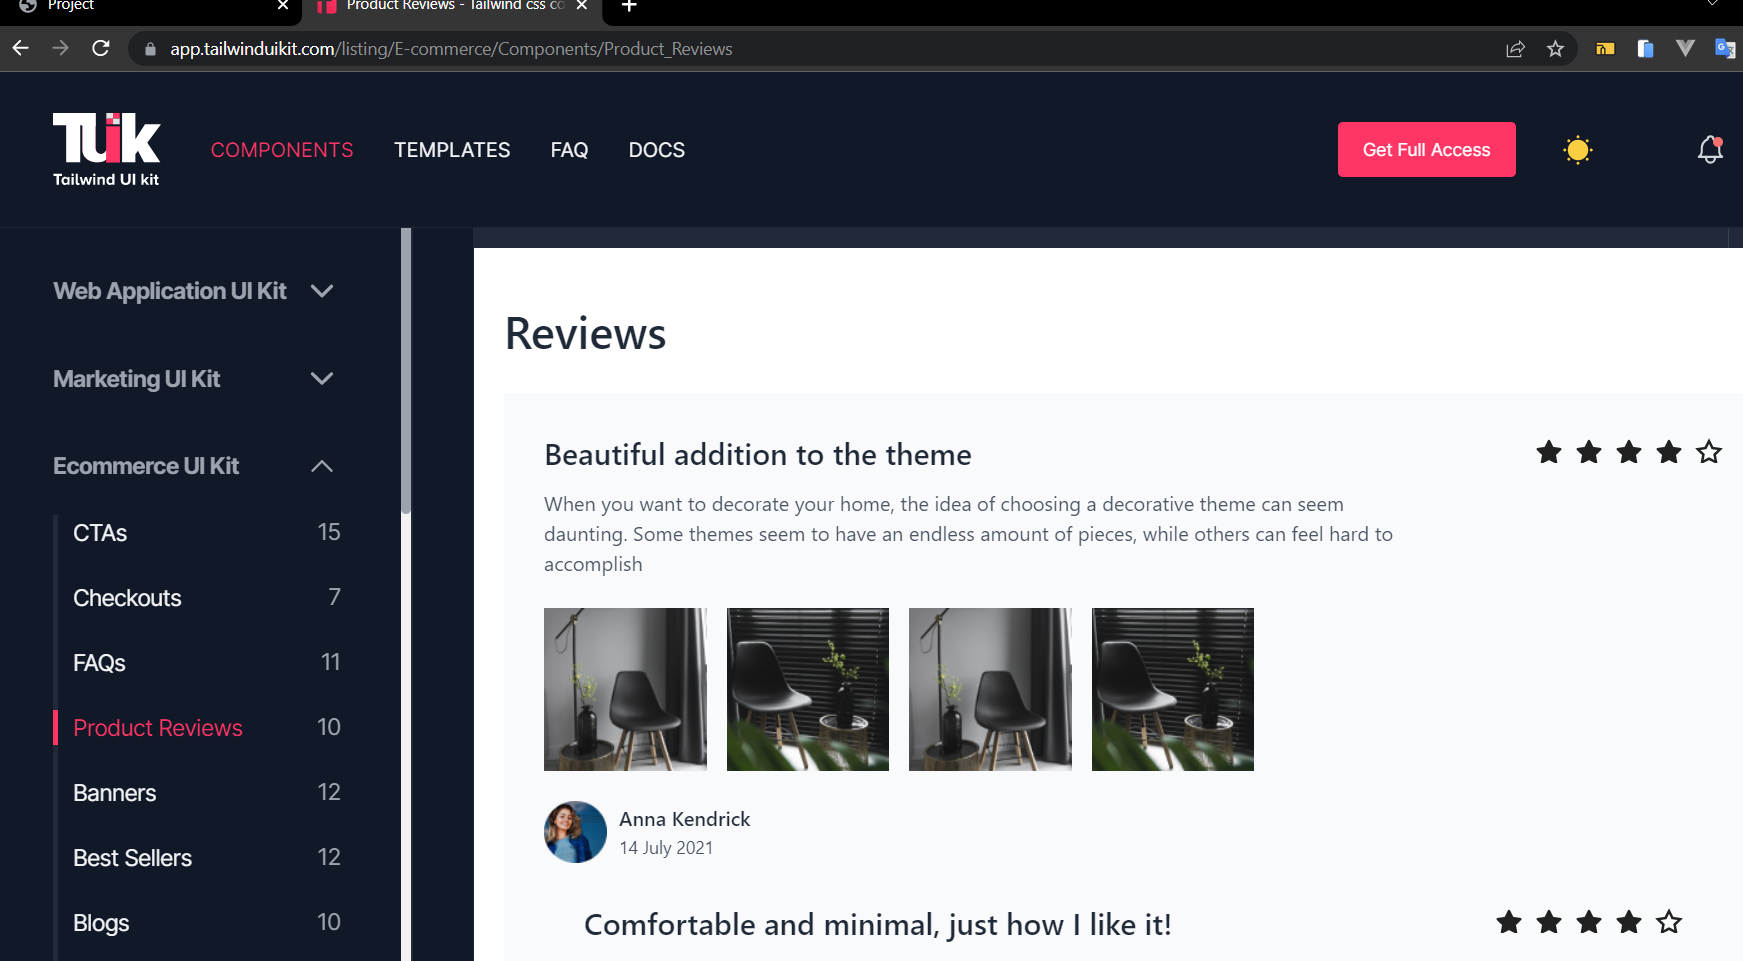 Project
Product Reviews - Tailwind css co
app.tailwinduikit.com/listing/E-commerce/Components/Product_Reviews
TUiK
Tailwind UI kit
COMPONENTS
TEMPLATES
FAQ
DOCS
Get Full Access
Web Application UI Kit
Marketing UI Kit
Ecommerce UI Kit
CTAs 15
Checkouts 7
FAQs 11
Product Reviews 10
Banners 12
Best Sellers 12
Blogs 10
Reviews
Beautiful addition to the theme
When you want to decorate your home, the idea of choosing a decorative theme can seem
daunting. Some themes seem to have an endless amount of pieces, while others can feel hard to
accomplish
Anna Kendrick
14 July 2021
Comfortable and minimal, just how I like it!